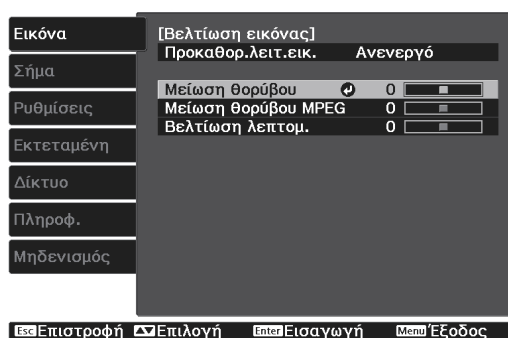 Εικόνα
Σήμα
Ρυθμίσεις
Εκτεταμένη
Δίκτυο
Πληροφ.
Μηδενισμός
[Βελτίωση εικόνας]
Προκαθορ.λειτ.εικ. Ανενεργό
Μείωση θορύβου 0
Μείωση θορύβου MPEG 0
Βελτίωση λεπτομ. 0
Esc Επιστροφή Επιλογή Enter Εισαγωγή Menu Έξοδος